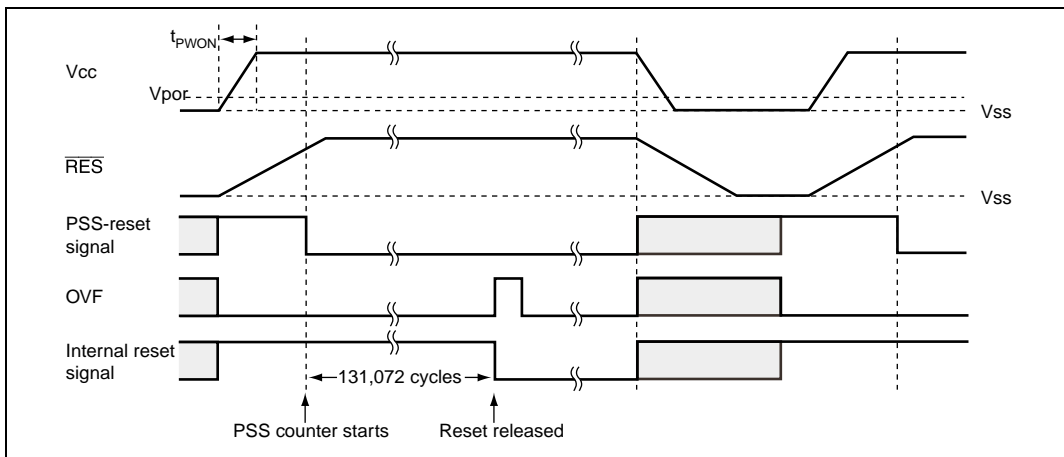 tPWON
Vcc
Vpor
Vss
RES
Vss
PSS-reset
signal
OVF
Internal reset
signal
131,072 cycles
PSS counter starts
Reset released